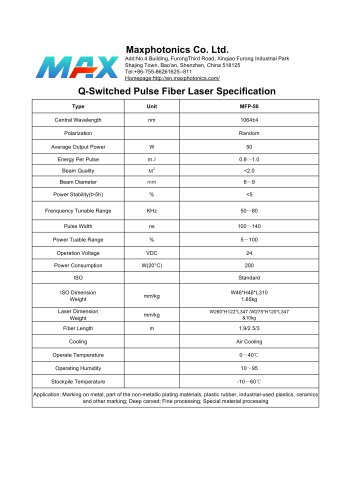 MAX
Maxphotonics Co. Ltd.
Add:No.4 Building, FurongThird Road, Xinqiao Furong Industrial Park
Shajing Town, Bao'an, Shenzhen, China 518125
Tel:+86-755-86261625--811
Homepage:http://en.maxphotonics.com/
Q-Switched Pulse Fiber Laser Specification
Type Unit MFP-50
Central Wavelength nm 1064±4
Polarization Random
Average Output Power W 50
Energy Per Pulse mJ 0.8～1.0
Beam Quality M² <2.0
Beam Diameter mm 6～9
Power Stability(t>5h) % <5
Frenquency Tunable Range KHz 50～80
Pulse Width ns 100～140
Power Tuable Range % 5～100
Operation Voltage VDC 24
Power Consumption W(20°C) 200
ISO Standard
ISO Dimension
Weight
mm/kg
W46*H46*L310
1.65kg
Laser Dimension
Weight
mm/kg
W260*H122*L347 /W275*H120*L347
&10kg
Fiber Length m 1.9/2.5/3
Cooling Air Cooling
Operate Temperature 0～40℃
Operating Humidity 10～95
Stockpile Temperature -10～60℃
Application: Marking on metal, part of the non-metallic plating materials, plastic rubber, industrial-used plastics, ceramics
and other marking; Deep carved; Fine processing; Special material processing